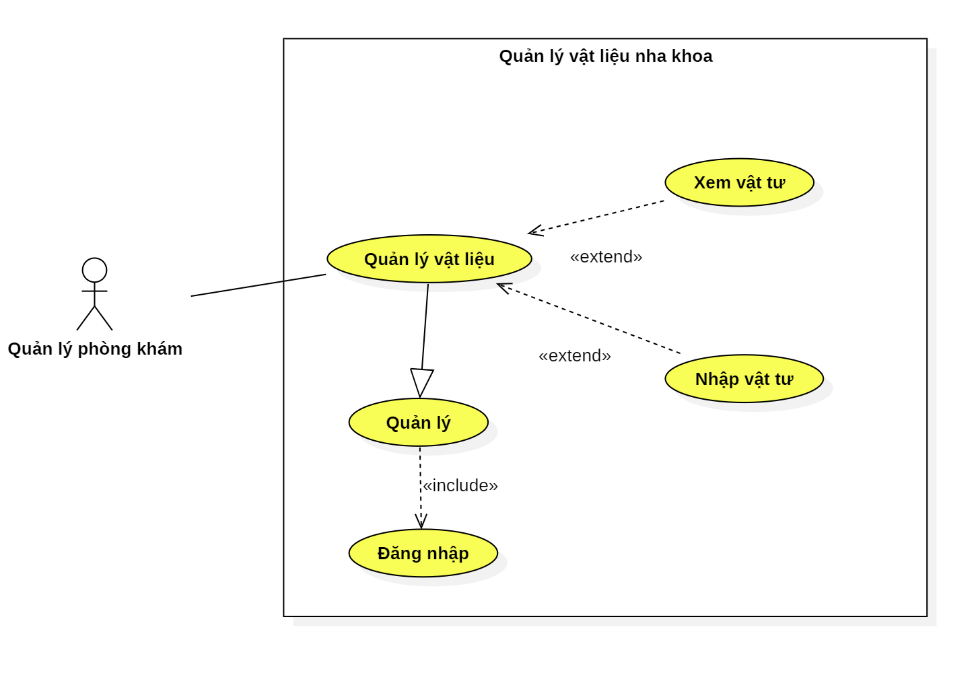 Quản lý vật liệu nha khoa
Xem vật tư
«extend»
Quản lý vật liệu
«extend»
Nhập vật tư
Quản lý phòng khám
Quản lý
«include»
Đăng nhập